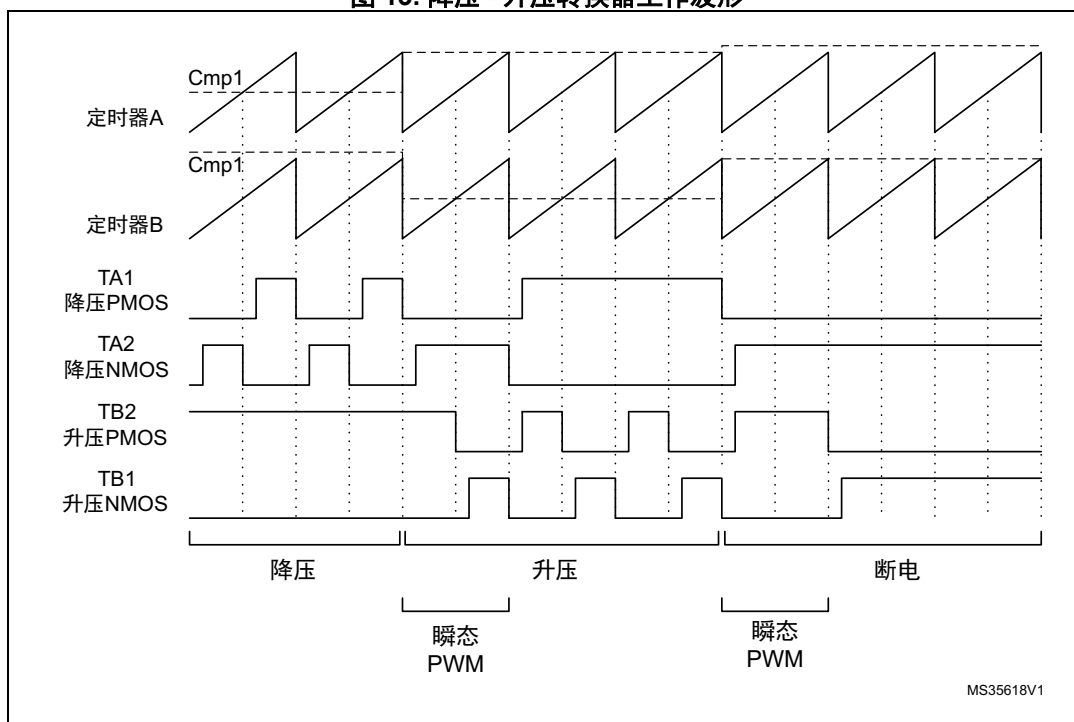 Cmp1
定时器A
Cmp1
定时器B
TA1
降压PMOS
TA2
降压NMOS
TB2
升压PMOS
TB1
升压NMOS
降压
升压
断电
瞬态
PWM
瞬态
PWM
MS35618V1